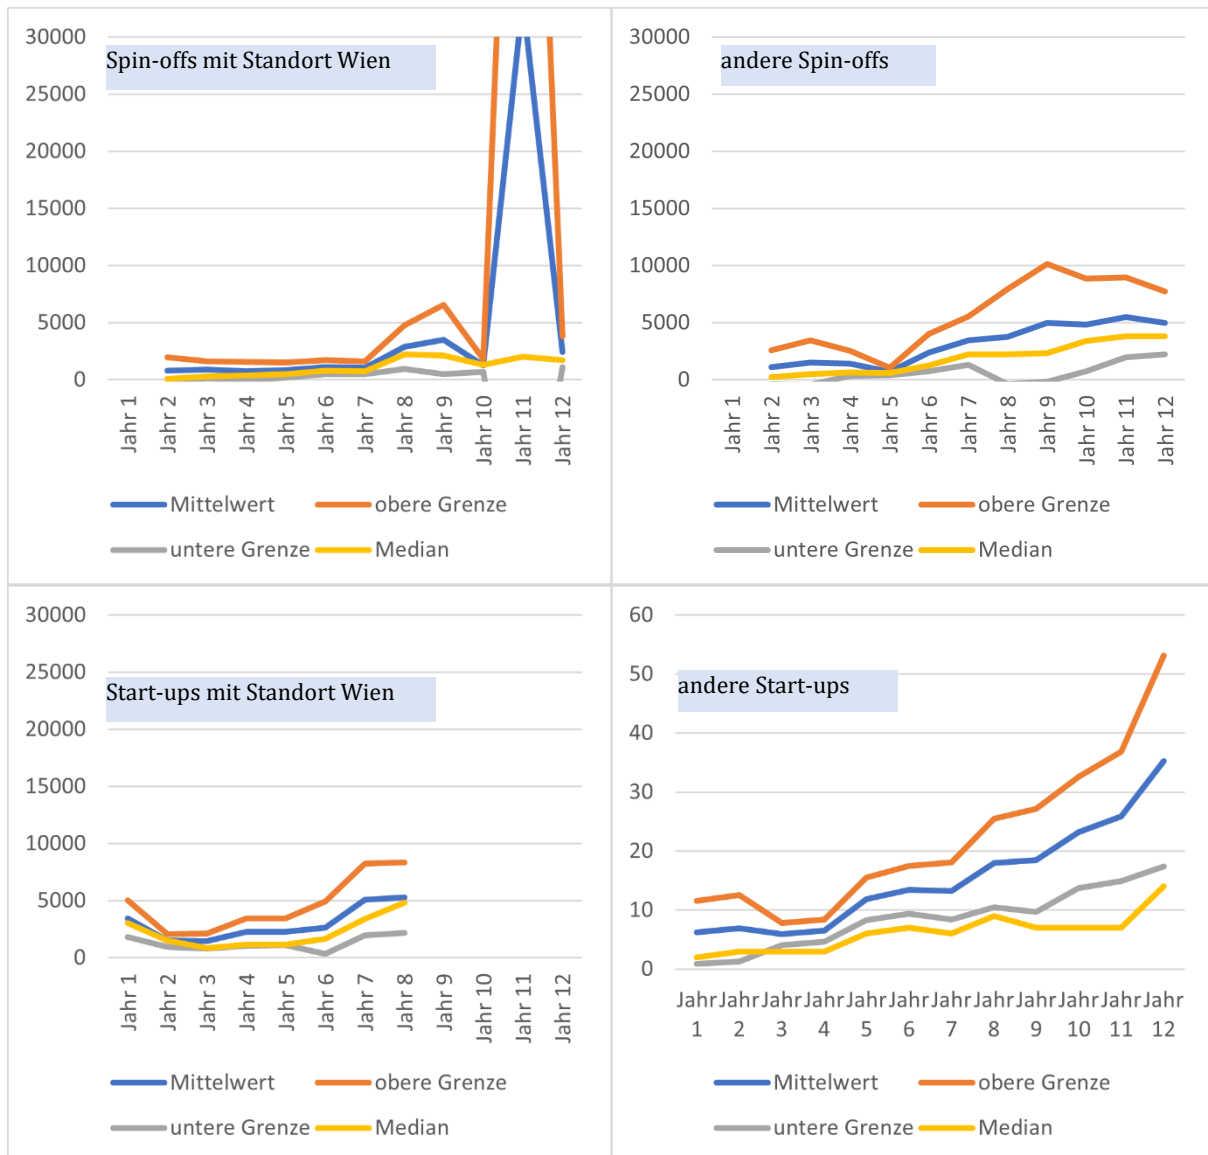 Spin-offs mit Standort Wien
30000
25000
20000
15000
10000
5000
0
Jahr 1
Jahr 2
Jahr 3
Jahr 4
Jahr 5
Jahr 6
Jahr 7
Jahr 8
Jahr 9
Jahr 10
Jahr 11
Jahr 12
Mittelwert
obere Grenze
untere Grenze
Median
andere Spin-offs
30000
25000
20000
15000
10000
5000
0
Jahr 1
Jahr 2
Jahr 3
Jahr 4
Jahr 5
Jahr 6
Jahr 7
Jahr 8
Jahr 9
Jahr 10
Jahr 11
Jahr 12
Mittelwert
obere Grenze
untere Grenze
Median
Start-ups mit Standort Wien
30000
25000
20000
15000
10000
5000
0
Jahr 1
Jahr 2
Jahr 3
Jahr 4
Jahr 5
Jahr 6
Jahr 7
Jahr 8
Jahr 9
Jahr 10
Jahr 11
Jahr 12
Mittelwert
obere Grenze
untere Grenze
Median
andere Start-ups
60
50
40
30
20
10
0
Jahr Jahr Jahr Jahr Jahr Jahr Jahr Jahr Jahr Jahr Jahr Jahr
1 2 3 4 5 6 7 8 9 10 11 12
Mittelwert
obere Grenze
untere Grenze
Median